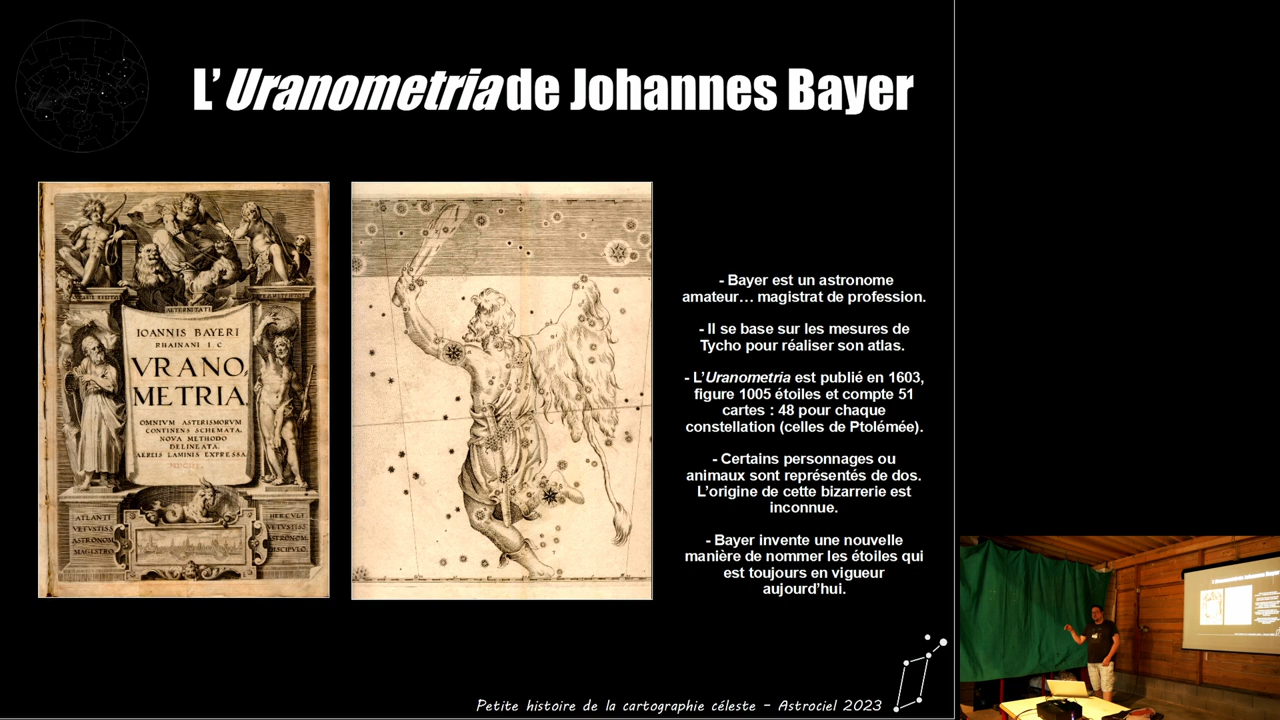 L'Uranometria de Johannes Bayer
IOANNIS BAYERI
RHAINANI I. C
VRANO,
METRIA,
OMNIVM ASTERISMORVM
CONTINENS SCHEMATA,
NOVA METHODO
DELINEATA,
AEREIS LAMINIS EXPRESSA
AETERNITATI
ATLANTI
VETVSTISS
ASTRONOM
MAGISTRO
HERCVLI
VETVSTISS
ASTRONOM
DISCIPVLO
- Bayer est un astronome
amateur… magistrat de profession.
- Il se base sur les mesures de
Tycho pour réaliser son atlas.
- L'Uranometria est publié en 1603,
figure 1005 étoiles et compte 51
cartes : 48 pour chaque
constellation (celles de Ptolémée).
- Certains personnages ou
animaux sont représentés de dos.
L'origine de cette bizarrerie est
inconnue.
- Bayer invente une nouvelle
manière de nommer les étoiles qui
est toujours en vigueur
aujourd'hui.
Petite histoire de la cartographie céleste – Astrociel 2023
L'Uranometria de Johannes Bayer